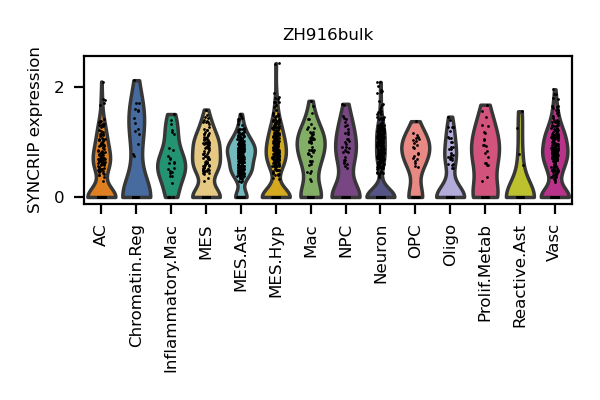 ZH916bulk
SYNCRIP expression
2
0
AC
Chromatin.Reg
Inflammatory.Mac
MES
MES.Ast
MES.Hyp
Mac
NPC
Neuron
OPC
Oligo
Prolif.Metab
Reactive.Ast
Vasc